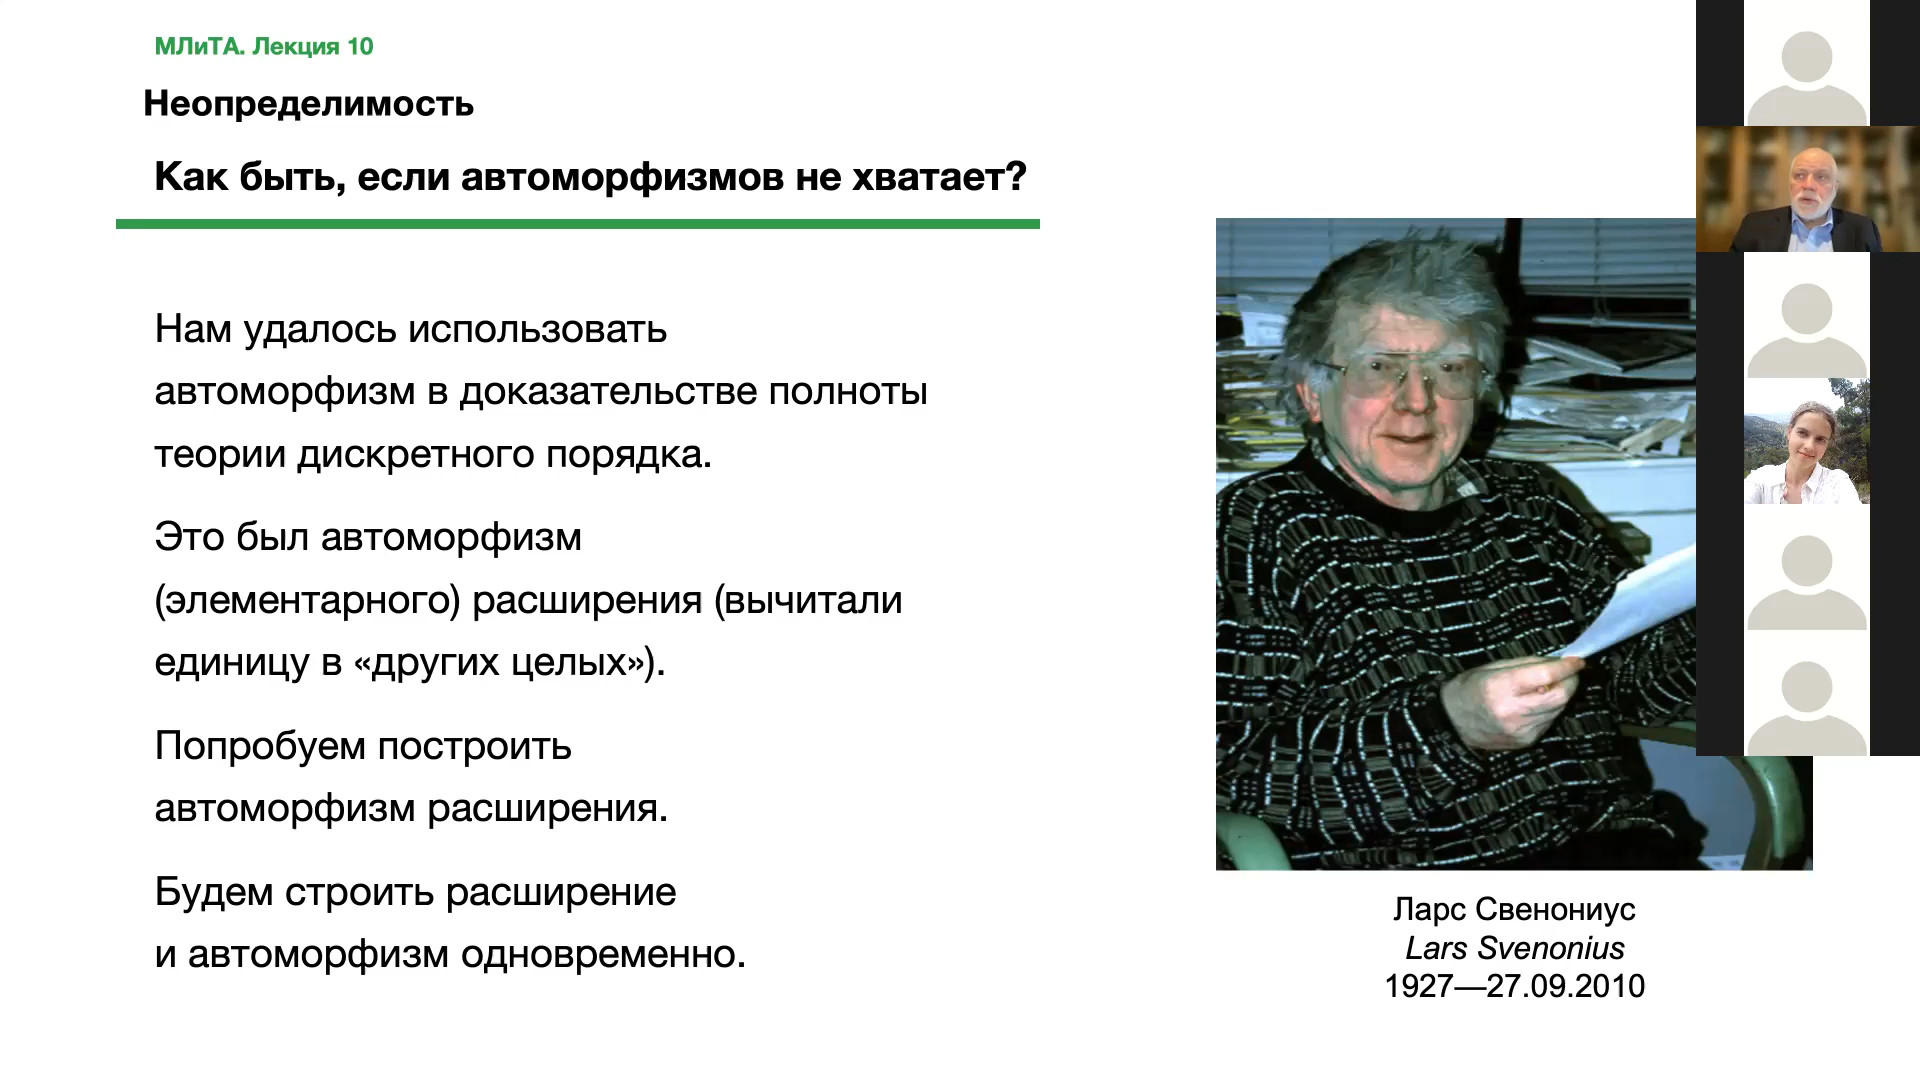 МЛиТА. Лекция 10
Неопределимость
Как быть, если автоморфизмов не хватает?
Нам удалось использовать
автоморфизм в доказательстве полноты
теории дискретного порядка.
Это был автоморфизм
(элементарного) расширения (вычитали
единицу в «других целых»).
Попробуем построить
автоморфизм расширения.
Будем строить расширение
и автоморфизм одновременно.
Ларс Свенониус
Lars Svenonius
1927—27.09.2010